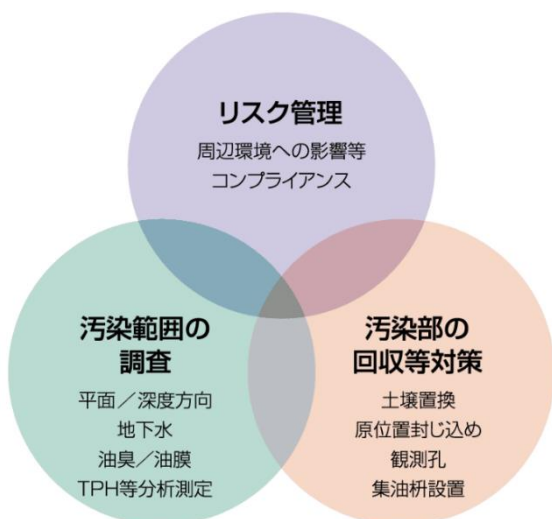 リスク管理
周辺環境への影響等
コンプライアンス
汚染範囲の
調査
平面／深度方向
地下水
油臭／油膜
TPH等分析測定
汚染部の
回収等対策
土壌置換
原位置封じ込め
観測孔
集油枡設置